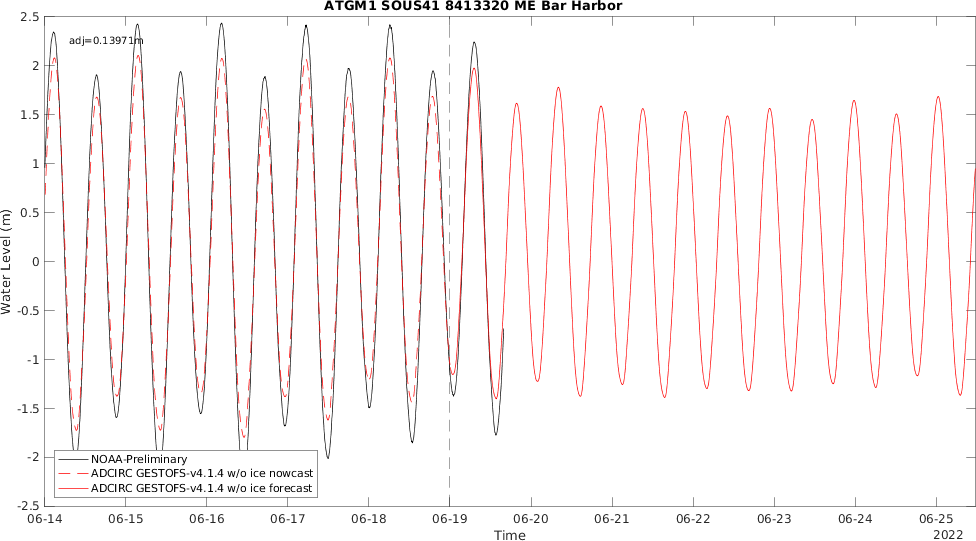 ATGM1 SOUS41 8413320 ME Bar Harbor
adj=0.13971m
Water Level (m)
2.5
2
1.5
1
0.5
0
-0.5
-1
-1.5
-2
-2.5
NOAA-Preliminary
ADCIRC GESTOFS-v4.1.4 w/o ice nowcast
ADCIRC GESTOFS-v4.1.4 w/o ice forecast
06-14 06-15 06-16 06-17 06-18 06-19 06-20 06-21 06-22 06-23 06-24 06-25
Time
2022